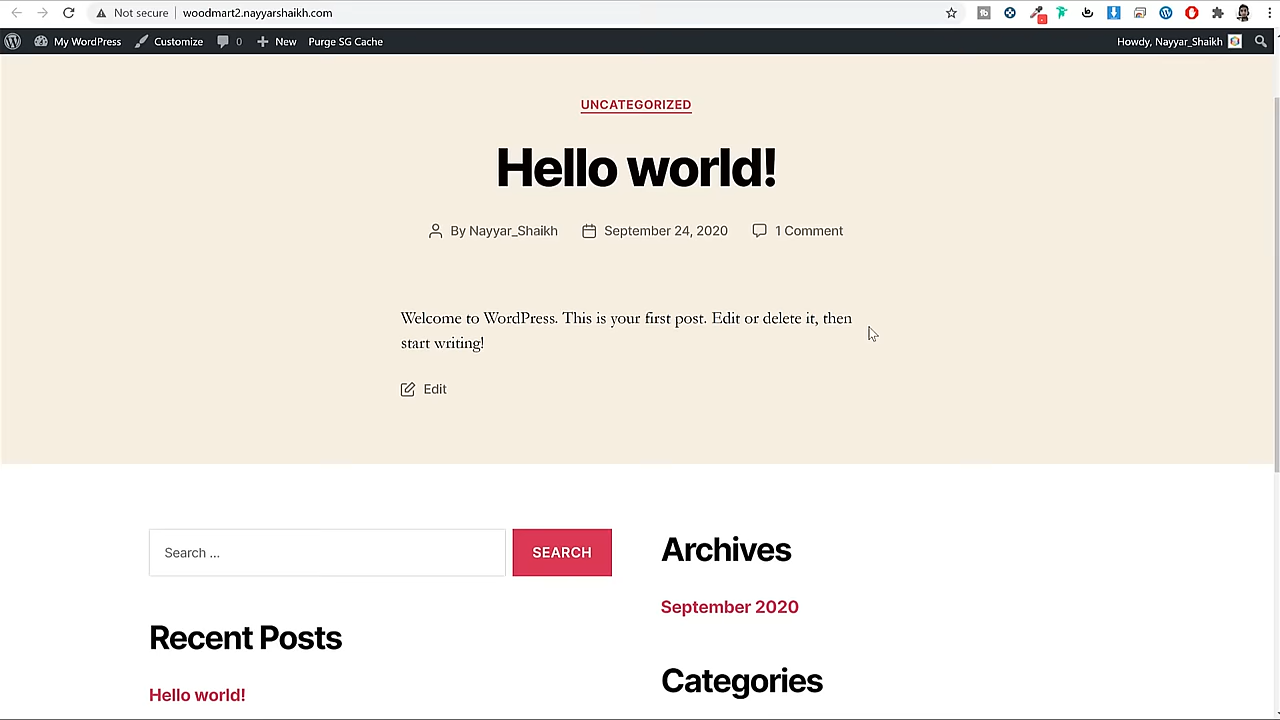 Not secure woodmart2.nayyarshaikh.com
My WordPress Customize 0 New Purge SG Cache Howdy, Nayyar_Shaikh
UNCATEGORIZED
Hello world!
By Nayyar_Shaikh September 24, 2020 1 Comment
Welcome to WordPress. This is your first post. Edit or delete it, then
start writing!
Edit
Search ... SEARCH
Archives
September 2020
Recent Posts
Hello world!
Categories